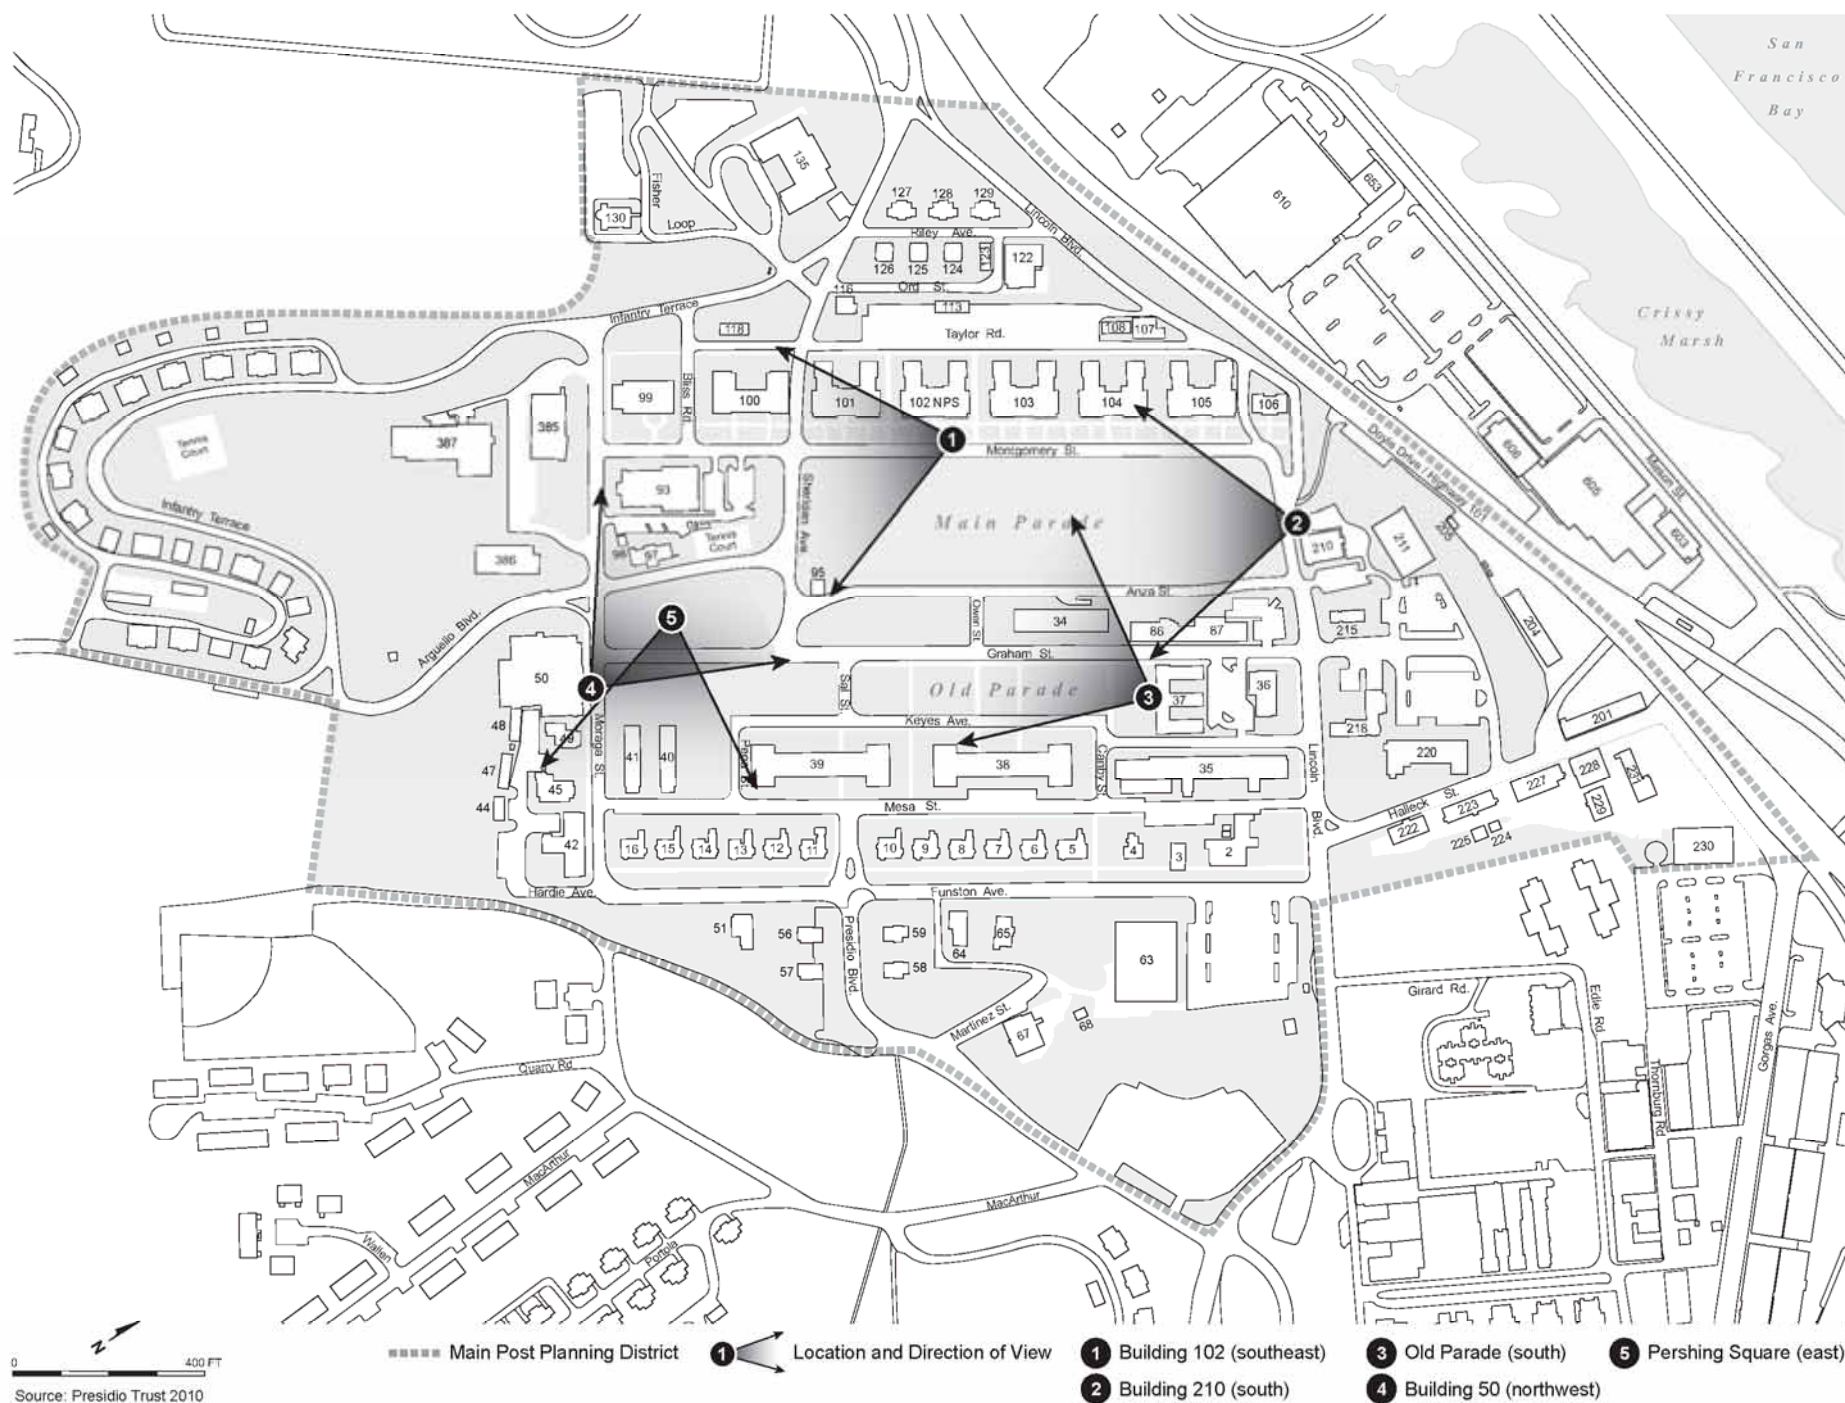 San
Francisco
Bay
Crissy
Marsh
135
653
610
Fisher
Loop
130
127
128
129
Riley Ave.
Lincoln Blvd.
126
125
124
123
122
Ord St.
116
113
Infantry Terrace
118
Taylor Rd.
108
107
99
Bliss Rd
100
101
102 NPS
103
104
105
106
385
387
Tennis
Court
1
Montgomery St.
Doyle Drive / Highway 101
606
605
Mason St.
603
93
Sheridan Ave
Main Parade
2
210
211
205
Infantry Terrace
386
97
Tennis
Court
95
Anza St.
5
Owen St
34
86
87
215
204
Arguello Blvd.
Graham St.
50
4
Sal St
Old Parade
3
37
36
201
48
49
Moraga St.
Keyes Ave.
218
220
41
40
Pena St.
39
38
Canby St
35
Lincoln
Blvd.
47
45
44
Mesa St.
Halleck St.
227
228
231
223
229
222
225
224
42
16
15
14
13
12
11
10
9
8
7
6
5
4
3
2
230
Hardie Ave.
Funston Ave.
51
56
57
Presidio Blvd.
59
58
64
65
63
Martinez St.
67
68
Girard Rd.
Edie Rd
Thornburg Rd
Gorgas Ave.
Quarry Rd
MacArthur
MacArthur
Wallen
Portola
N
0 400 FT
Source: Presidio Trust 2010
Main Post Planning District
1 Location and Direction of View
1 Building 102 (southeast)
2 Building 210 (south)
3 Old Parade (south)
4 Building 50 (northwest)
5 Pershing Square (east)